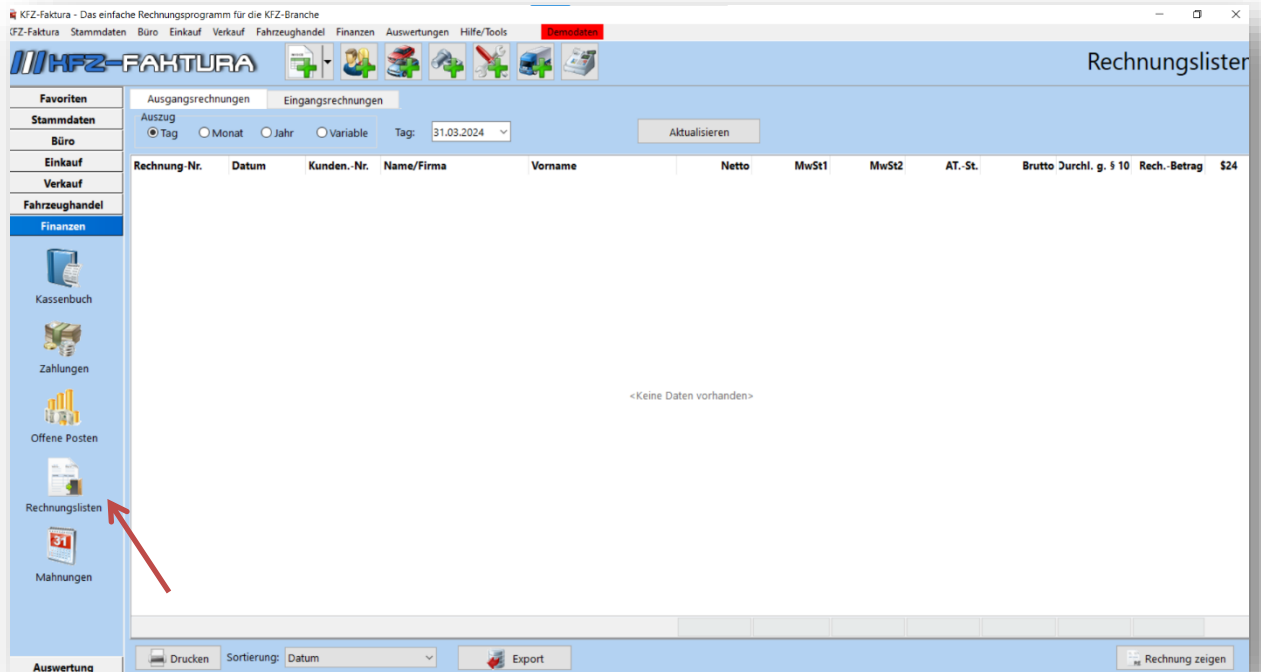 KFZ-Faktura - Das einfache Rechnungsprogramm für die KFZ-Branche
KFZ-Faktura Stammdaten Büro Einkauf Verkauf Fahrzeughandel Finanzen Auswertungen Hilfe/Tools Demodaten
KFZ-FAKTURA
Rechnungslisten
Favoriten
Stammdaten
Büro
Einkauf
Verkauf
Fahrzeughandel
Finanzen
Kassenbuch
Zahlungen
Offene Posten
Rechnungslisten
31
Mahnungen
Auswertung
Ausgangsrechnungen Eingangsrechnungen
Auszug
Tag Monat Jahr Variable Tag: 31.03.2024 Aktualisieren
Rechnung-Nr. Datum Kunden.-Nr. Name/Firma Vorname Netto MwSt1 MwSt2 AT.-St. Brutto Durchl. g. § 10 Rech.-Betrag $24
<Keine Daten vorhanden>
Drucken Sortierung: Datum Export Rechnung zeigen